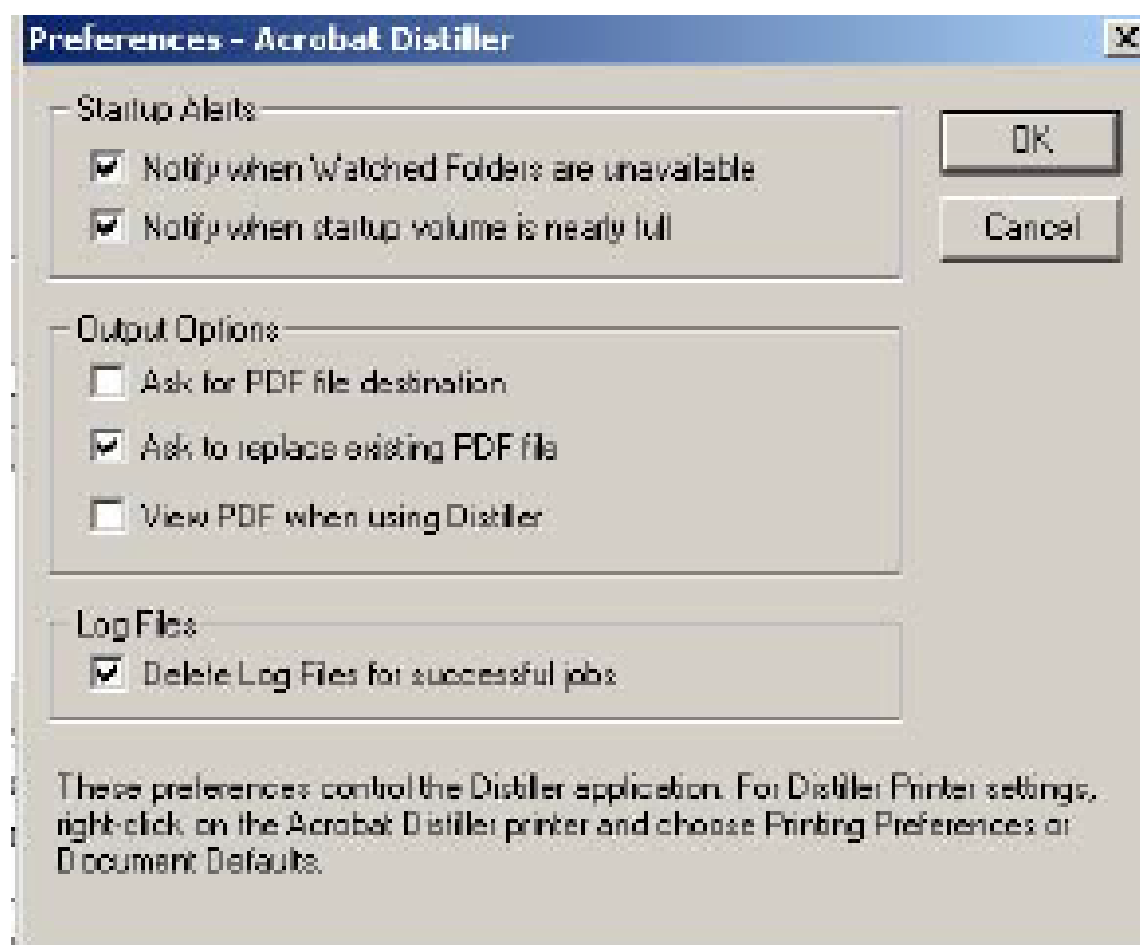 Preferences - Acrobat Distiller
Startup Alerts
Notify when Watched Folders are unavailable
Notify when startup volume is nearly full
OK
Cancel
Output Options
Ask for PDF file destination
Ask to replace existing PDF file
View PDF when using Distiller
Log Files
Delete Log Files for successful jobs
These preferences control the Distiller application. For Distiller Printer settings,
right-click on the Acrobat Distiller printer and choose Printing Preferences or
Document Defaults.